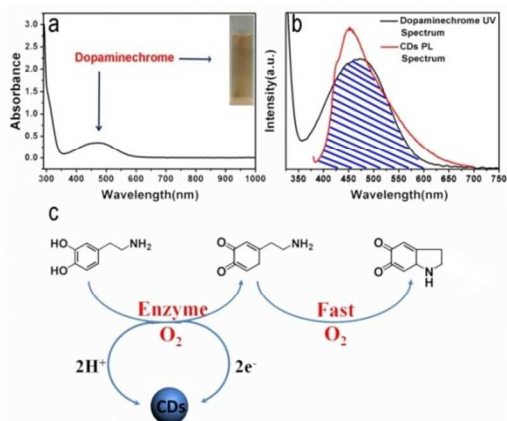 a
3.0
2.5
2.0
1.5
1.0
0.5
0.0
Absorbance
Dopaminechrome
300 400 500 600 700 800 900 1000
Wavelength(nm)
b
Dopaminechrome UV
Spectrum
CDs PL
Spectrum
Intensity(a.u.)
350 400 450 500 550 600 650 700 750
Wavelength(nm)
c
HO
HO
NH2
O
O
NH2
O
O
N
H
Enzyme
O2
Fast
O2
2H+
2e-
CDs